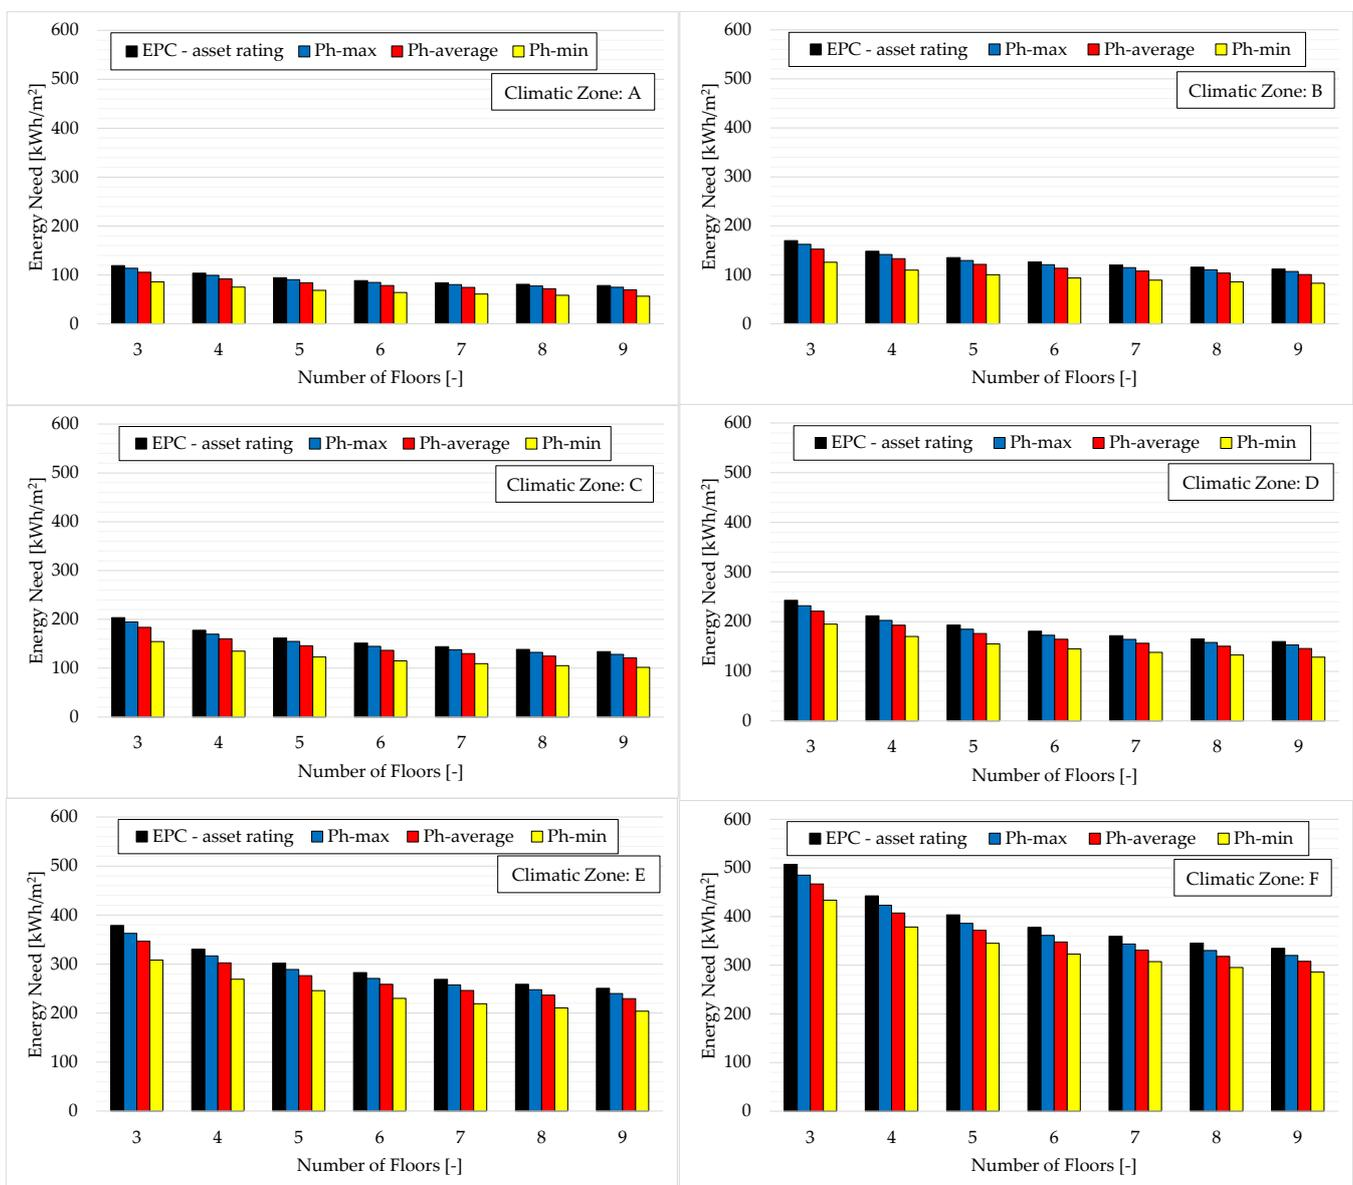 600
500
400
300
200
100
0
Energy Need [kWh/m²]
EPC - asset rating Ph-max Ph-average Ph-min
Climatic Zone: A
3 4 5 6 7 8 9
Number of Floors [-]
600
500
400
300
200
100
0
Energy Need [kWh/m²]
EPC - asset rating Ph-max Ph-average Ph-min
Climatic Zone: B
3 4 5 6 7 8 9
Number of Floors [-]
600
500
400
300
200
100
0
Energy Need [kWh/m²]
EPC - asset rating Ph-max Ph-average Ph-min
Climatic Zone: C
3 4 5 6 7 8 9
Number of Floors [-]
600
500
400
300
200
100
0
Energy Need [kWh/m²]
EPC - asset rating Ph-max Ph-average Ph-min
Climatic Zone: D
3 4 5 6 7 8 9
Number of Floors [-]
600
500
400
300
200
100
0
Energy Need [kWh/m²]
EPC - asset rating Ph-max Ph-average Ph-min
Climatic Zone: E
3 4 5 6 7 8 9
Number of Floors [-]
600
500
400
300
200
100
0
Energy Need [kWh/m²]
EPC - asset rating Ph-max Ph-average Ph-min
Climatic Zone: F
3 4 5 6 7 8 9
Number of Floors [-]